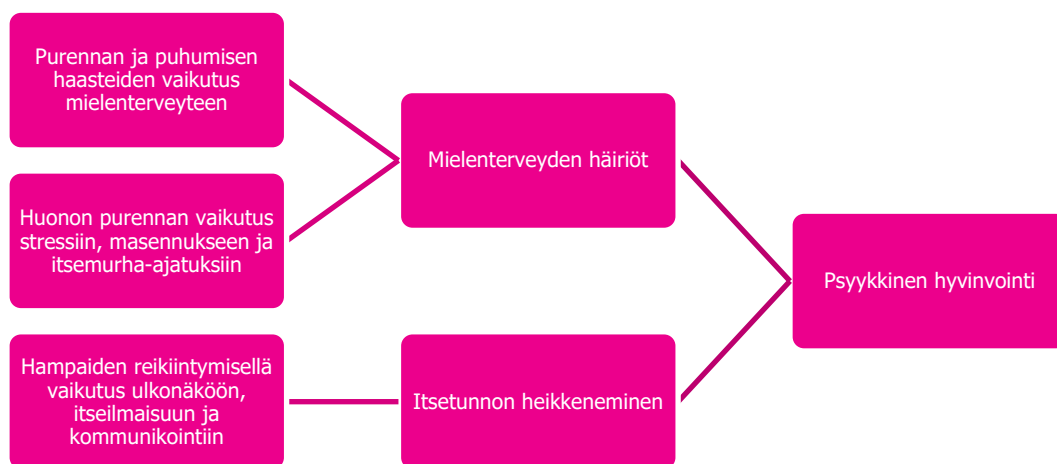 Purennan ja puhumisen
haasteiden vaikutus
mielenterveyteen
Huonon purennan vaikutus
stressiin, masennukseen ja
itsemurha-ajatuksiin
Hampaiden reikiintymisellä
vaikutus ulkonäköön,
itseilmaisuun ja
kommunikointiin
Mielenterveyden häiriöt
Itsetunnon heikkeneminen
Psyykkinen hyvinvointi